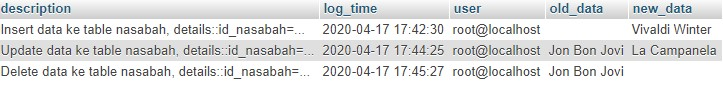 description log_time user old_data new_data
Insert data ke table nasabah, details::id_nasabah=... 2020-04-17 17:42:30 root@localhost Vivaldi Winter
Update data ke table nasabah, details::id_nasabah=... 2020-04-17 17:44:25 root@localhost Jon Bon Jovi La Campanela
Delete data ke table nasabah, details::id_nasabah=... 2020-04-17 17:45:27 root@localhost Jon Bon Jovi